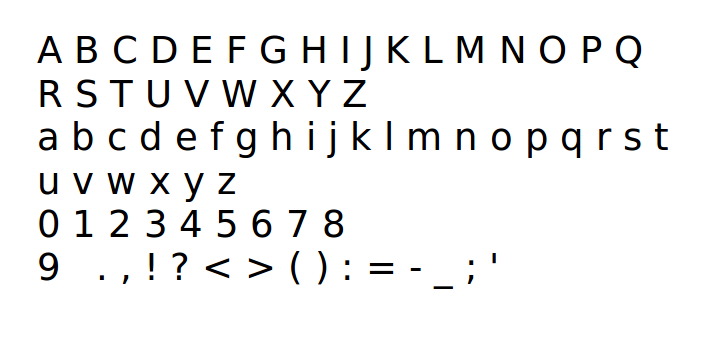 A B C D E F G H I J K L M N O P Q
R S T U V W X Y Z
a b c d e f g h i j k l m n o p q r s t
u v w x y z
0 1 2 3 4 5 6 7 8
9   . , ! ? < > ( ) : = - _ ; '